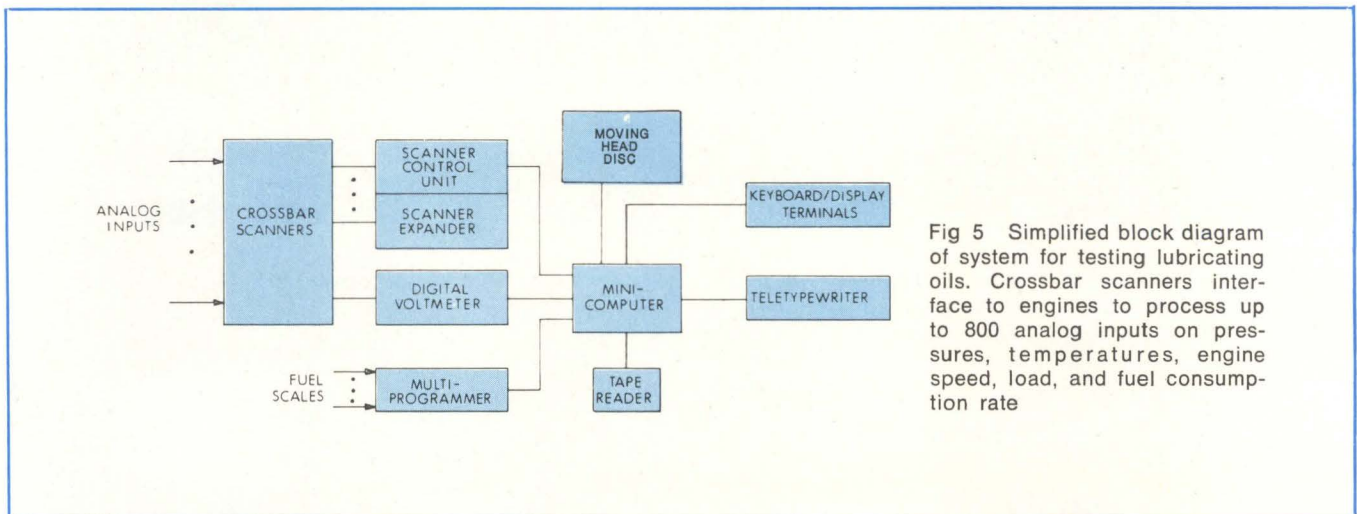 ANALOG
INPUTS
CROSSBAR
SCANNERS
SCANNER
CONTROL
UNIT
SCANNER
EXPANDER
DIGITAL
VOLTMETER
FUEL
SCALES
MULTI-
PROGRAMMER
MOVING
HEAD
DISC
MINI-
COMPUTER
TAPE
READER
KEYBOARD/DISPLAY
TERMINALS
TELETYPEWRITER
Fig 5 Simplified block diagram
of system for testing lubricating
oils. Crossbar scanners inter-
face to engines to process up
to 800 analog inputs on pres-
sures, temperatures, engine
speed, load, and fuel consump-
tion rate